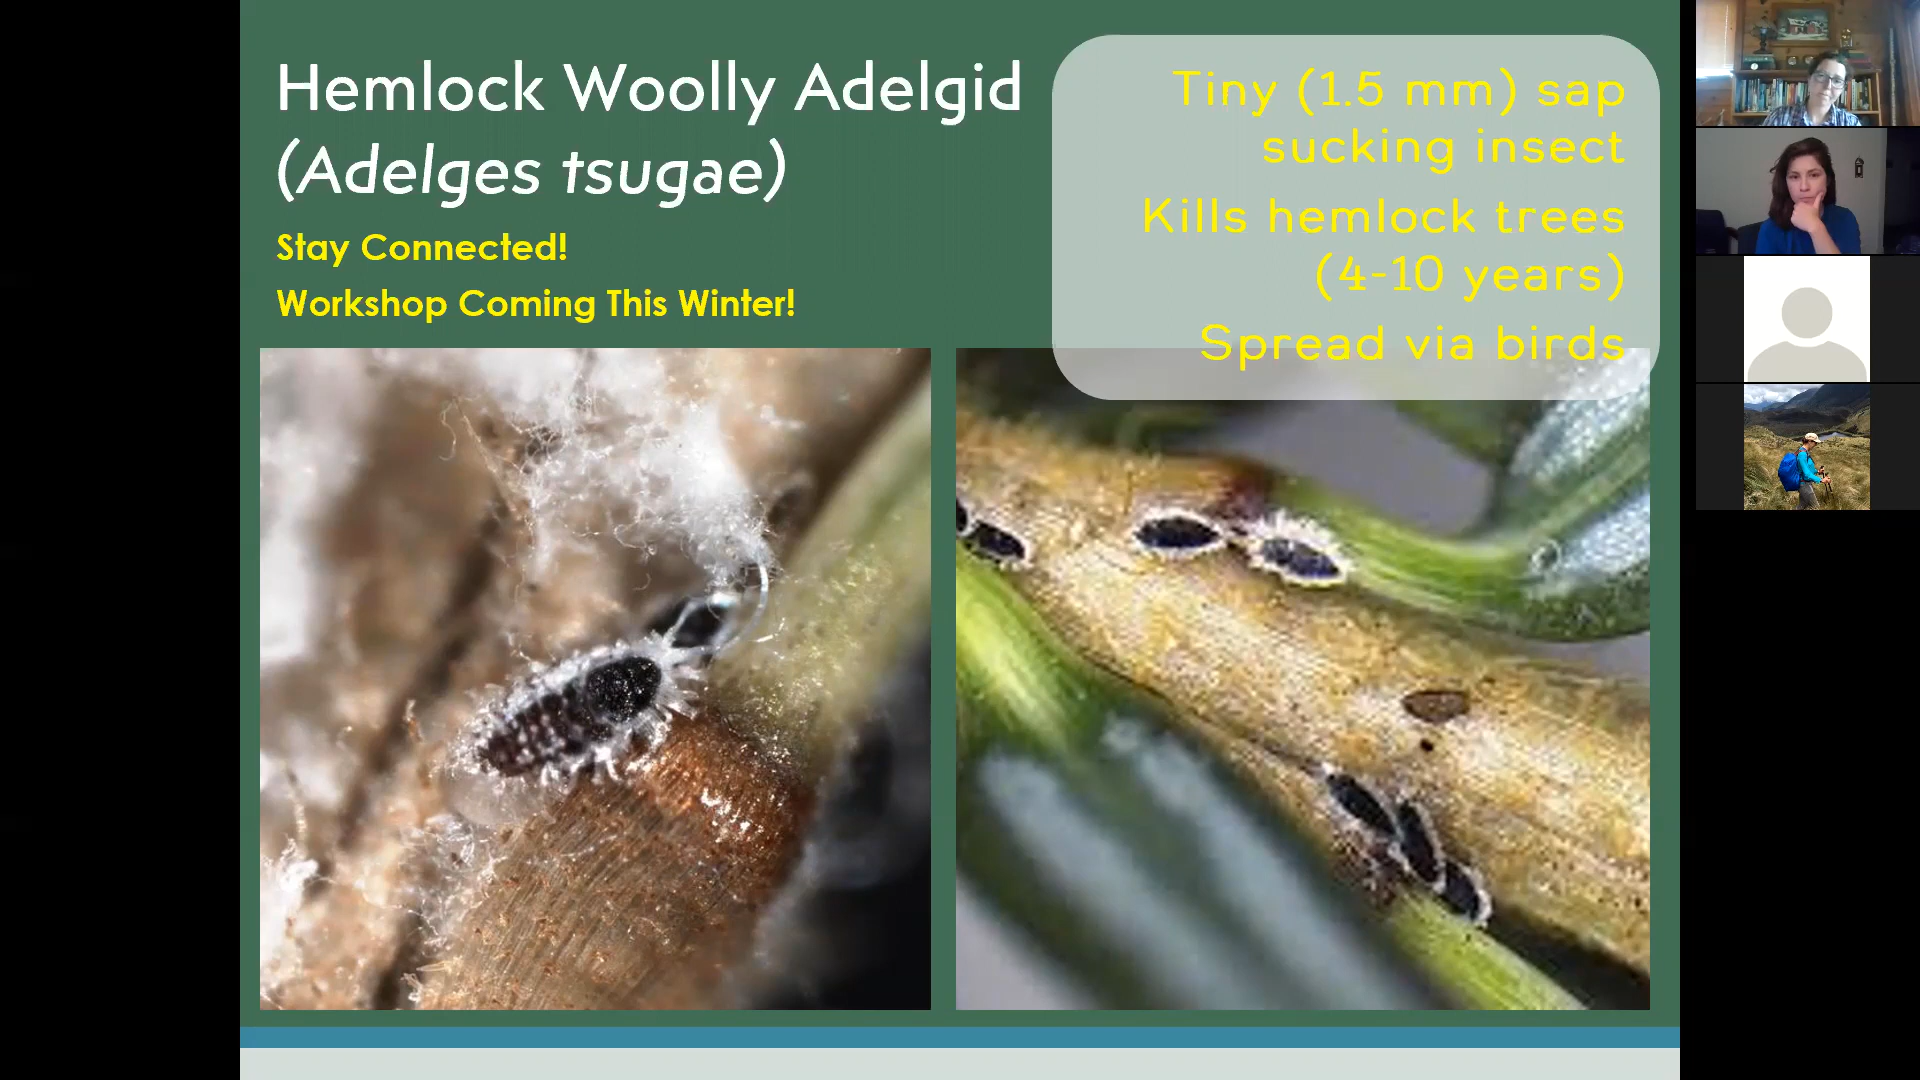 Hemlock Woolly Adelgid
(Adelges tsugae)
Stay Connected!
Workshop Coming This Winter!
Tiny (1.5 mm) sap
sucking insect
Kills hemlock trees
(4-10 years)
Spread via birds